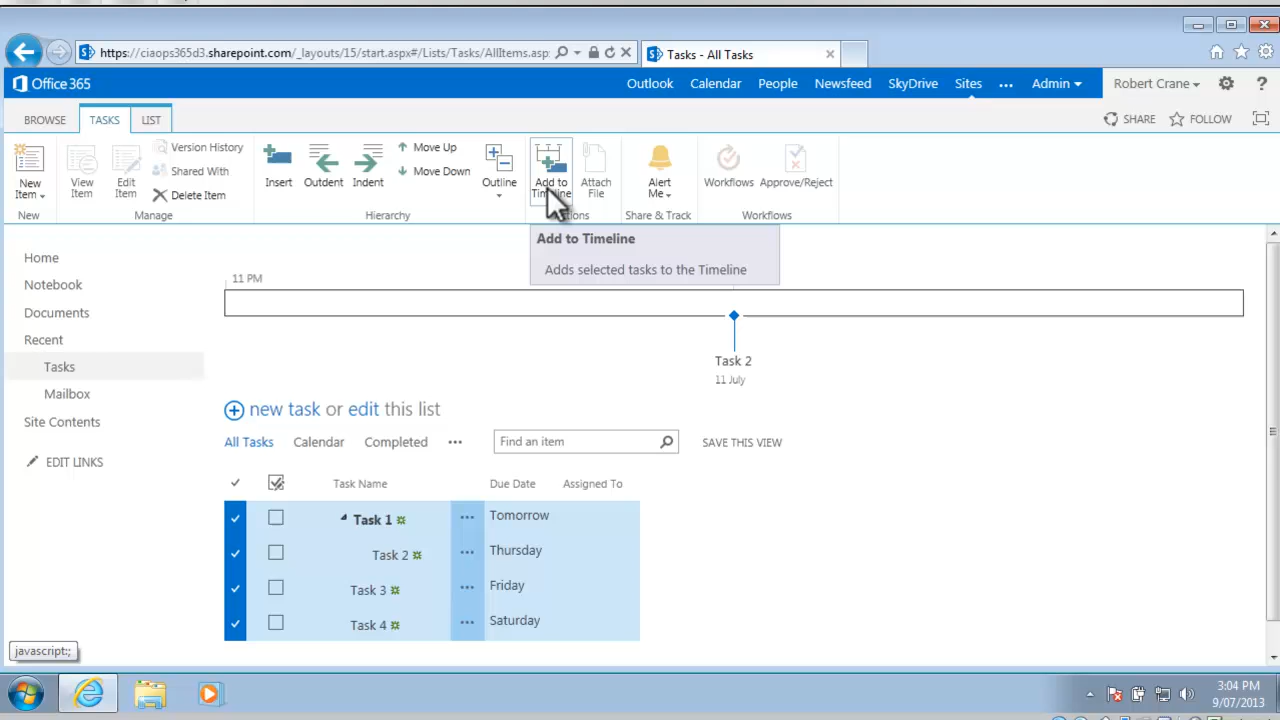 https://ciaops365d3.sharepoint.com/_layouts/15/start.aspx#/Lists/Tasks/AllItems.asp
Tasks - All Tasks
Office 365
Outlook Calendar People Newsfeed SkyDrive Sites ... Admin Robert Crane ?
BROWSE TASKS LIST SHARE FOLLOW
New Item
View Item
Edit Item
Version History
Shared With
Delete Item
Insert
Outdent
Indent
Move Up
Move Down
Outline
Add to
Attach File
Alert Me
Workflows
Approve/Reject
New Manage Hierarchy Share & Track Workflows
Add to Timeline
Adds selected tasks to the Timeline
Home
Notebook
Documents
Recent
Tasks
Mailbox
Site Contents
EDIT LINKS
11 PM
Task 2
11 July
new task or edit this list
All Tasks Calendar Completed ... Find an item SAVE THIS VIEW
Task Name Due Date Assigned To
Task 1 ... Tomorrow
Task 2 ... Thursday
Task 3 ... Friday
Task 4 ... Saturday
javascript:;
3:04 PM
9/07/2013